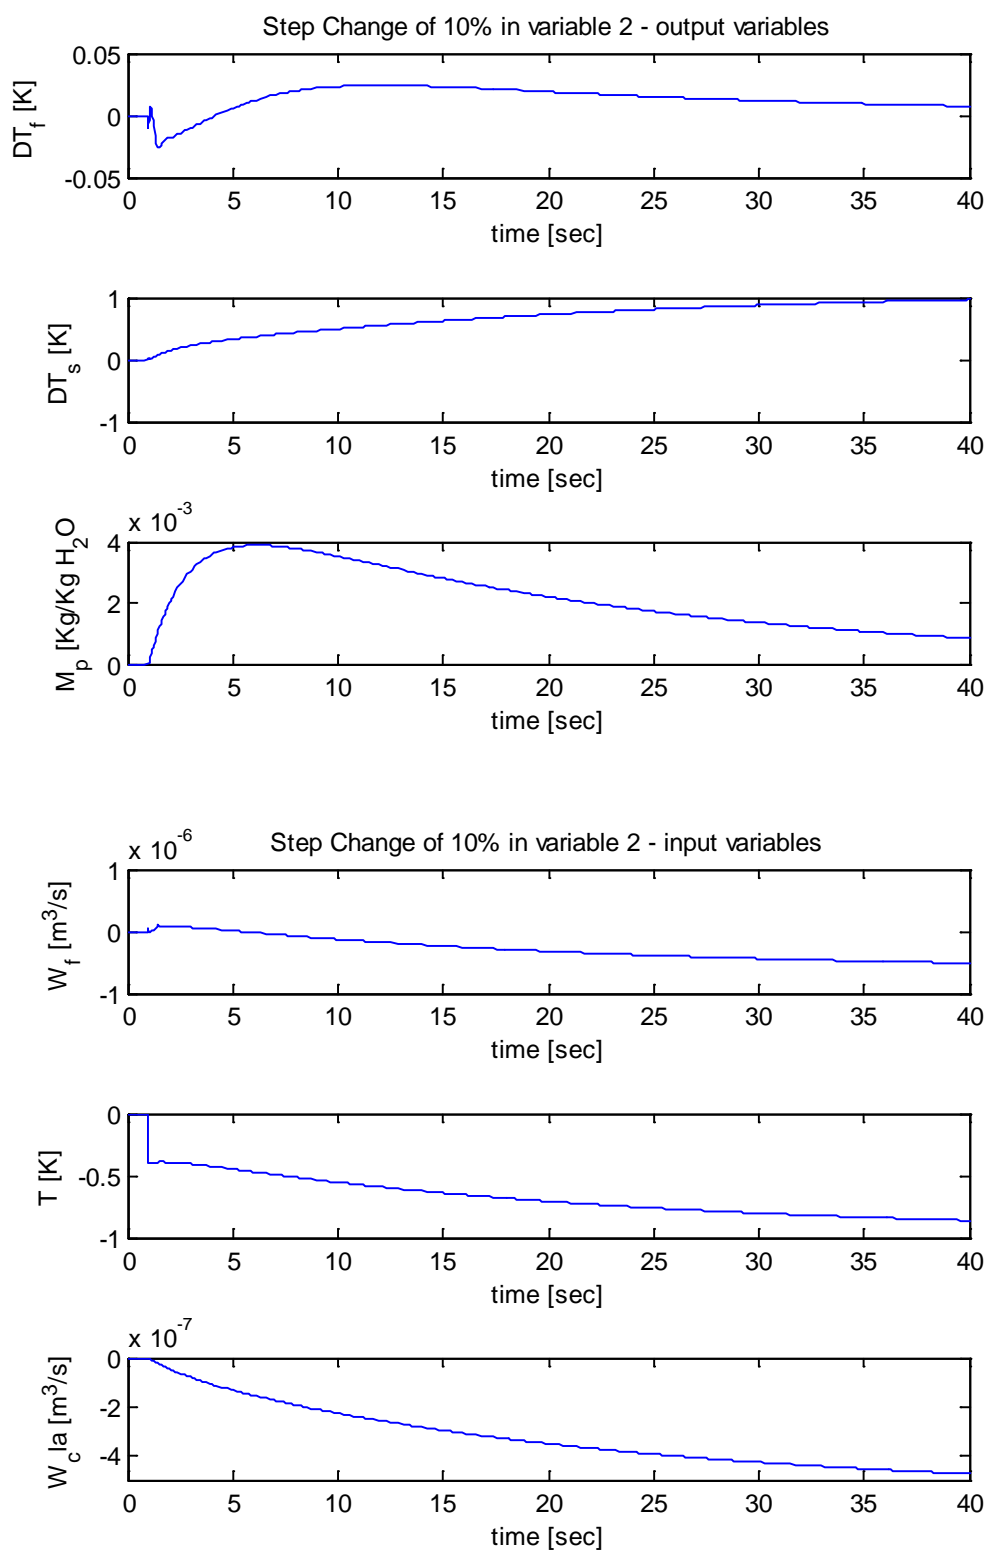 Step Change of 10% in variable 2 - output variables
DT_f [K]
0.05
0
-0.05
0 5 10 15 20 25 30 35 40
time [sec]
DT_s [K]
1
0
-1
0 5 10 15 20 25 30 35 40
time [sec]
x 10^-3
M_p [Kg/Kg H_2O
4
2
0
0 5 10 15 20 25 30 35 40
time [sec]
Step Change of 10% in variable 2 - input variables
x 10^-6
W_f [m^3/s]
1
0
-1
0 5 10 15 20 25 30 35 40
time [sec]
T [K]
0
-0.5
-1
0 5 10 15 20 25 30 35 40
time [sec]
x 10^-7
W_cla [m^3/s]
0
-2
-4
0 5 10 15 20 25 30 35 40
time [sec]